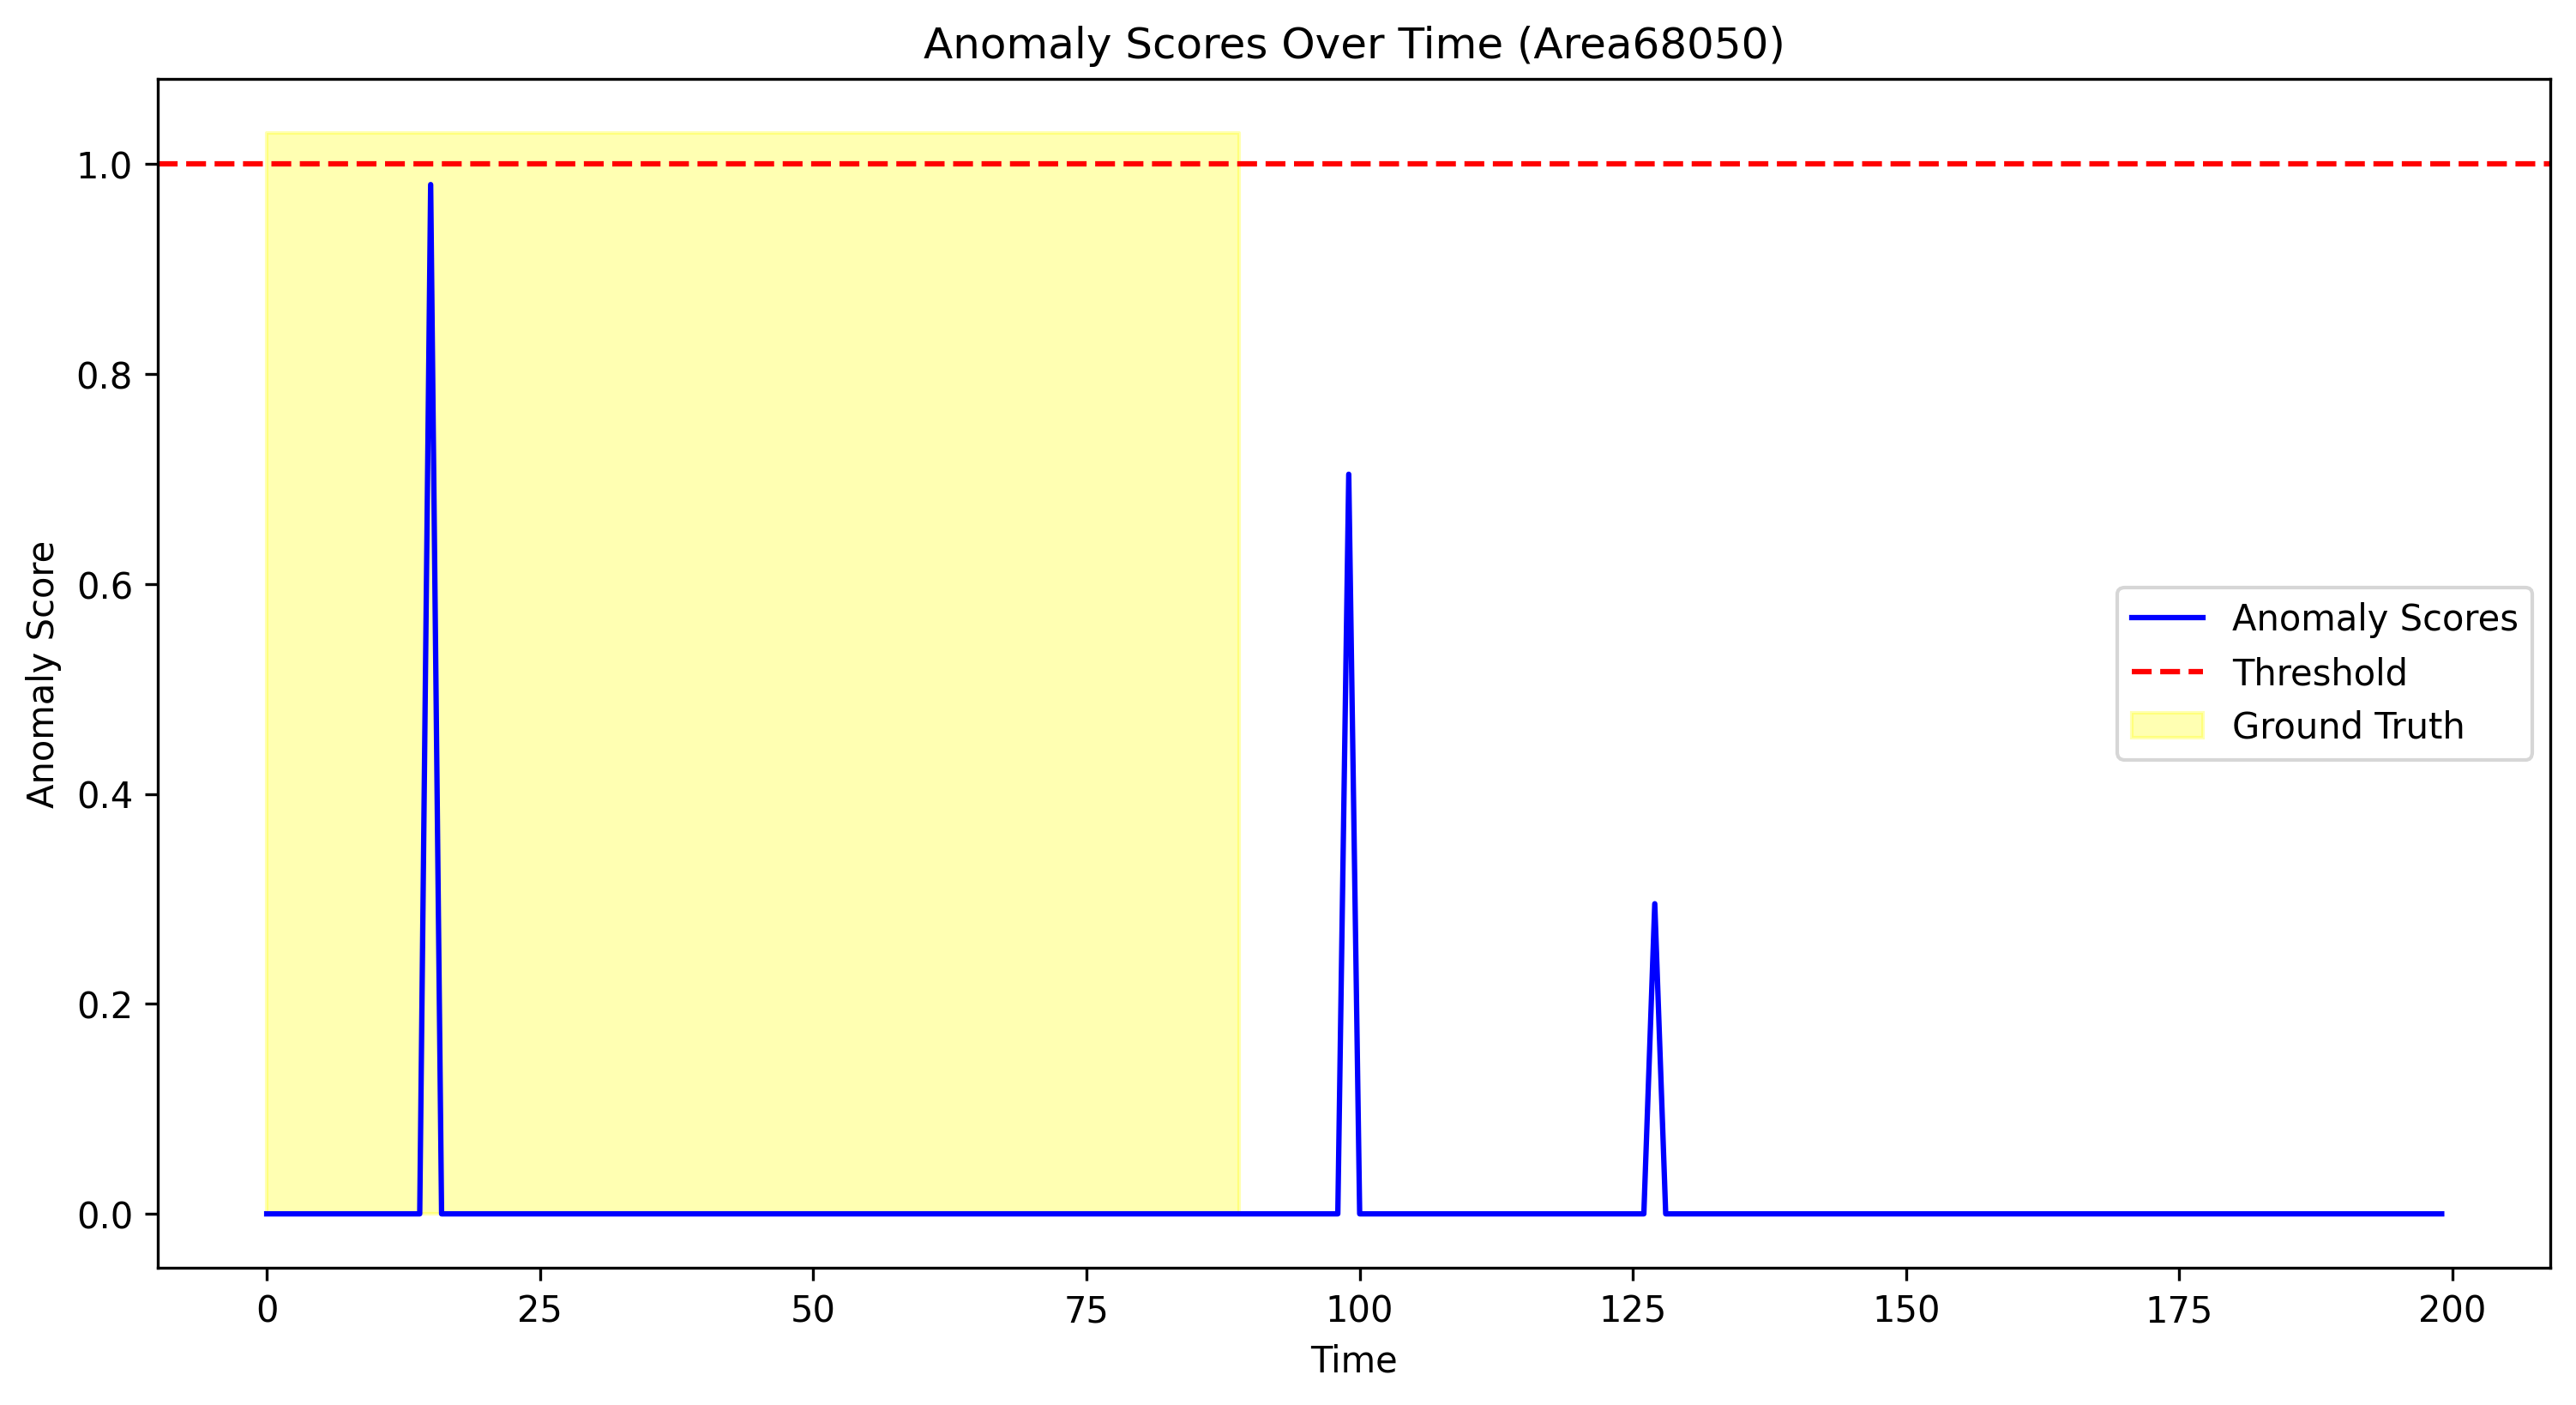 Anomaly Scores Over Time (Area68050)
Anomaly Score
1.0
0.8
0.6
0.4
0.2
0.0
Anomaly Scores
Threshold
Ground Truth
0 25 50 75 100 125 150 175 200
Time